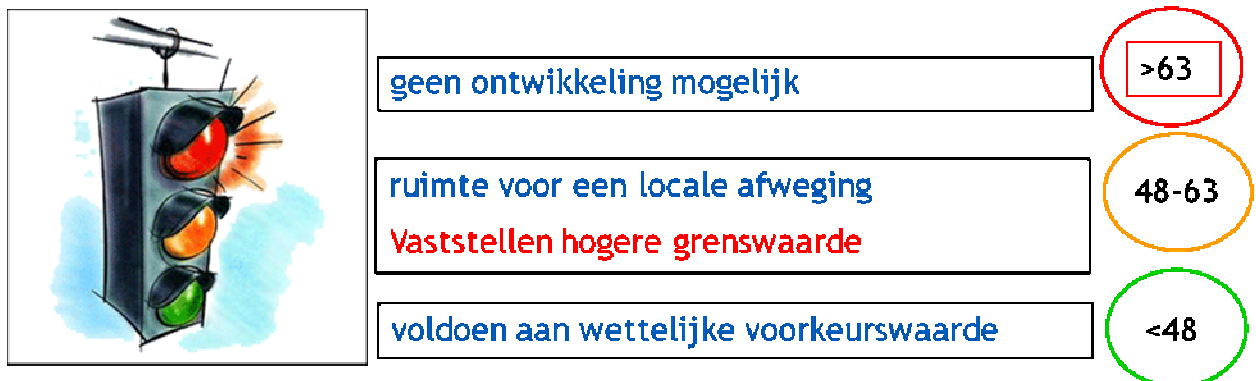 geen ontwikkeling mogelijk
>63
ruimte voor een locale afweging
Vaststellen hogere grenswaarde
48-63
voldoen aan wettelijke voorkeurswaarde
<48